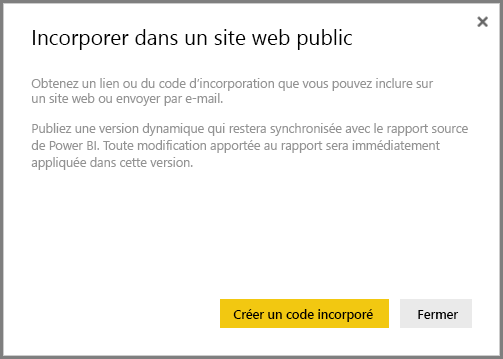 Incorporer dans un site web public
Obtenez un lien ou du code d'incorporation que vous pouvez inclure sur
un site web ou envoyer par e-mail.
Publiez une version dynamique qui restera synchronisée avec le rapport source
de Power BI. Toute modification apportée au rapport sera immédiatement
appliquée dans cette version.
Créer un code incorporé
Fermer